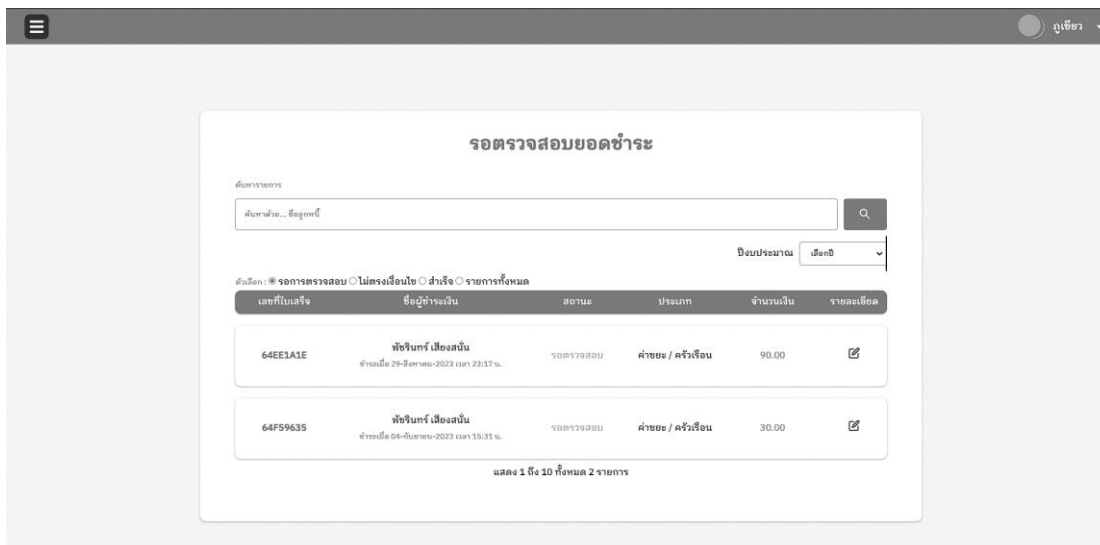 ภูเขียว
รอตรวจสอบยอดชำระ
ค้นหารายการ
ค้นหาด้วย... ชื่อลูกหนี้
ปีงบประมาณ เลือกปี
ตัวเลือก : รอการตรวจสอบ ไม่ตรงเงื่อนไข สำเร็จ รายการทั้งหมด
เลขที่ใบเสร็จ ชื่อผู้ชำระเงิน สถานะ ประเภท จำนวนเงิน รายละเอียด
64EE1A1E พัชรินทร์ เสียงสนั่น รอตรวจสอบ ค่าขยะ / ครัวเรือน 90.00
ชำระเมื่อ 29-สิงหาคม-2023 เวลา 23:17 น.
64F59635 พัชรินทร์ เสียงสนั่น รอตรวจสอบ ค่าขยะ / ครัวเรือน 30.00
ชำระเมื่อ 04-กันยายน-2023 เวลา 15:31 น.
แสดง 1 ถึง 10 ทั้งหมด 2 รายการ